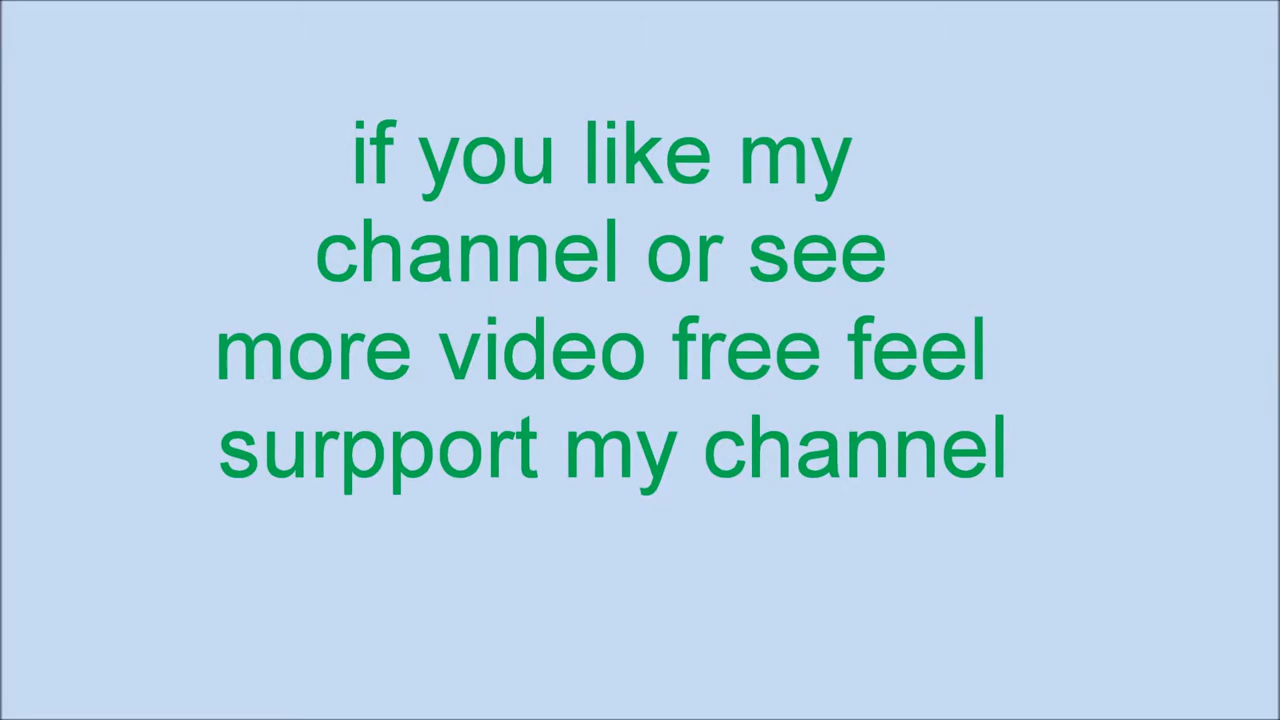 if you like my
channel or see
more video free feel
surpport my channel